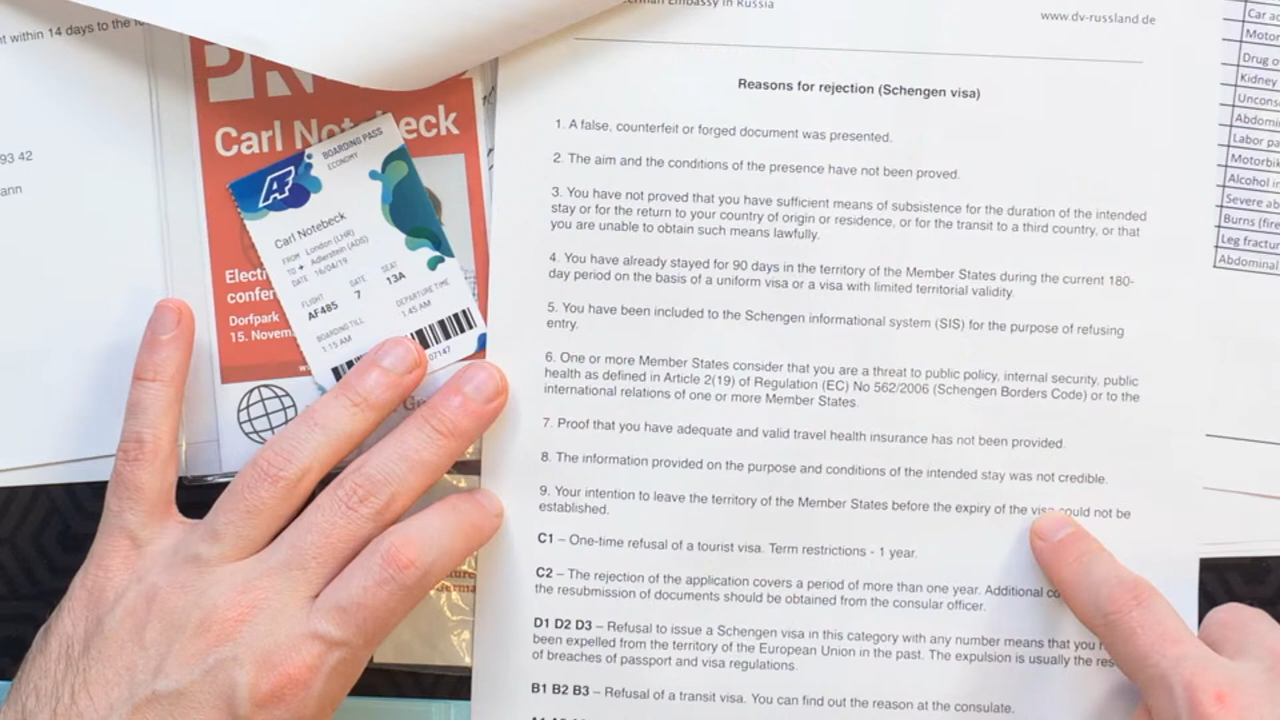 nt within 14 days to the
93 42
ann
Carl Notebeck
Electi
confer
Dorfpark
15. Novem
AF
BOARDING PASS
ECONOMY
Carl Notebeck
FROM London (LHR)
TO Adlerstein (ADS)
DATE 16/04/19
FLIGHT GATE SEAT
AF485 7 13A
BOARDING TILL DEPARTURE TIME
1:15 AM 1:45 AM
07147
Ge
Embassy in Russia
www.dv-russland.de
Reasons for rejection (Schengen visa)
1. A false, counterfeit or forged document was presented.
2. The aim and the conditions of the presence have not been proved.
3. You have not proved that you have sufficient means of subsistence for the duration of the intended
stay or for the return to your country of origin or residence, or for the transit to a third country, or that
you are unable to obtain such means lawfully.
4. You have already stayed for 90 days in the territory of the Member States during the current 180-
day period on the basis of a uniform visa or a visa with limited territorial validity.
5. You have been included to the Schengen informational system (SIS) for the purpose of refusing
entry.
6. One or more Member States consider that you are a threat to public policy, internal security, public
health as defined in Article 2(19) of Regulation (EC) No 562/2006 (Schengen Borders Code) or to the
international relations of one or more Member States.
7. Proof that you have adequate and valid travel health insurance has not been provided.
8. The information provided on the purpose and conditions of the intended stay was not credible.
9. Your intention to leave the territory of the Member States before the expiry of the visa could not be
established.
C1 – One-time refusal of a tourist visa. Term restrictions - 1 year.
C2 – The rejection of the application covers a period of more than one year. Additional co
the resubmission of documents should be obtained from the consular officer.
D1 D2 D3 – Refusal to issue a Schengen visa in this category with any number means that you
been expelled from the territory of the European Union in the past. The expulsion is usually the res
of breaches of passport and visa regulations.
B1 B2 B3 – Refusal of a transit visa. You can find out the reason at the consulate.
Car ac
Motor
Drug o
Kidney
Uncons
Abdomi
Labor pa
Motorbik
Alcohol in
Severe ab
Burns (fire
Leg fractur
Abdominal